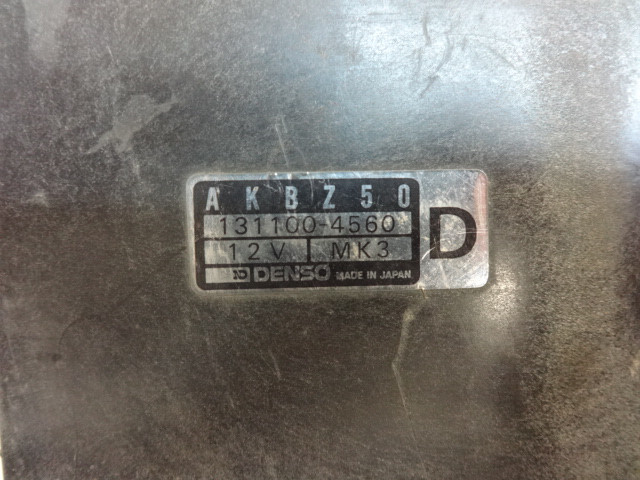 AKBZ50
131100-4560
12V MK3
DENSO MADE IN JAPAN
D